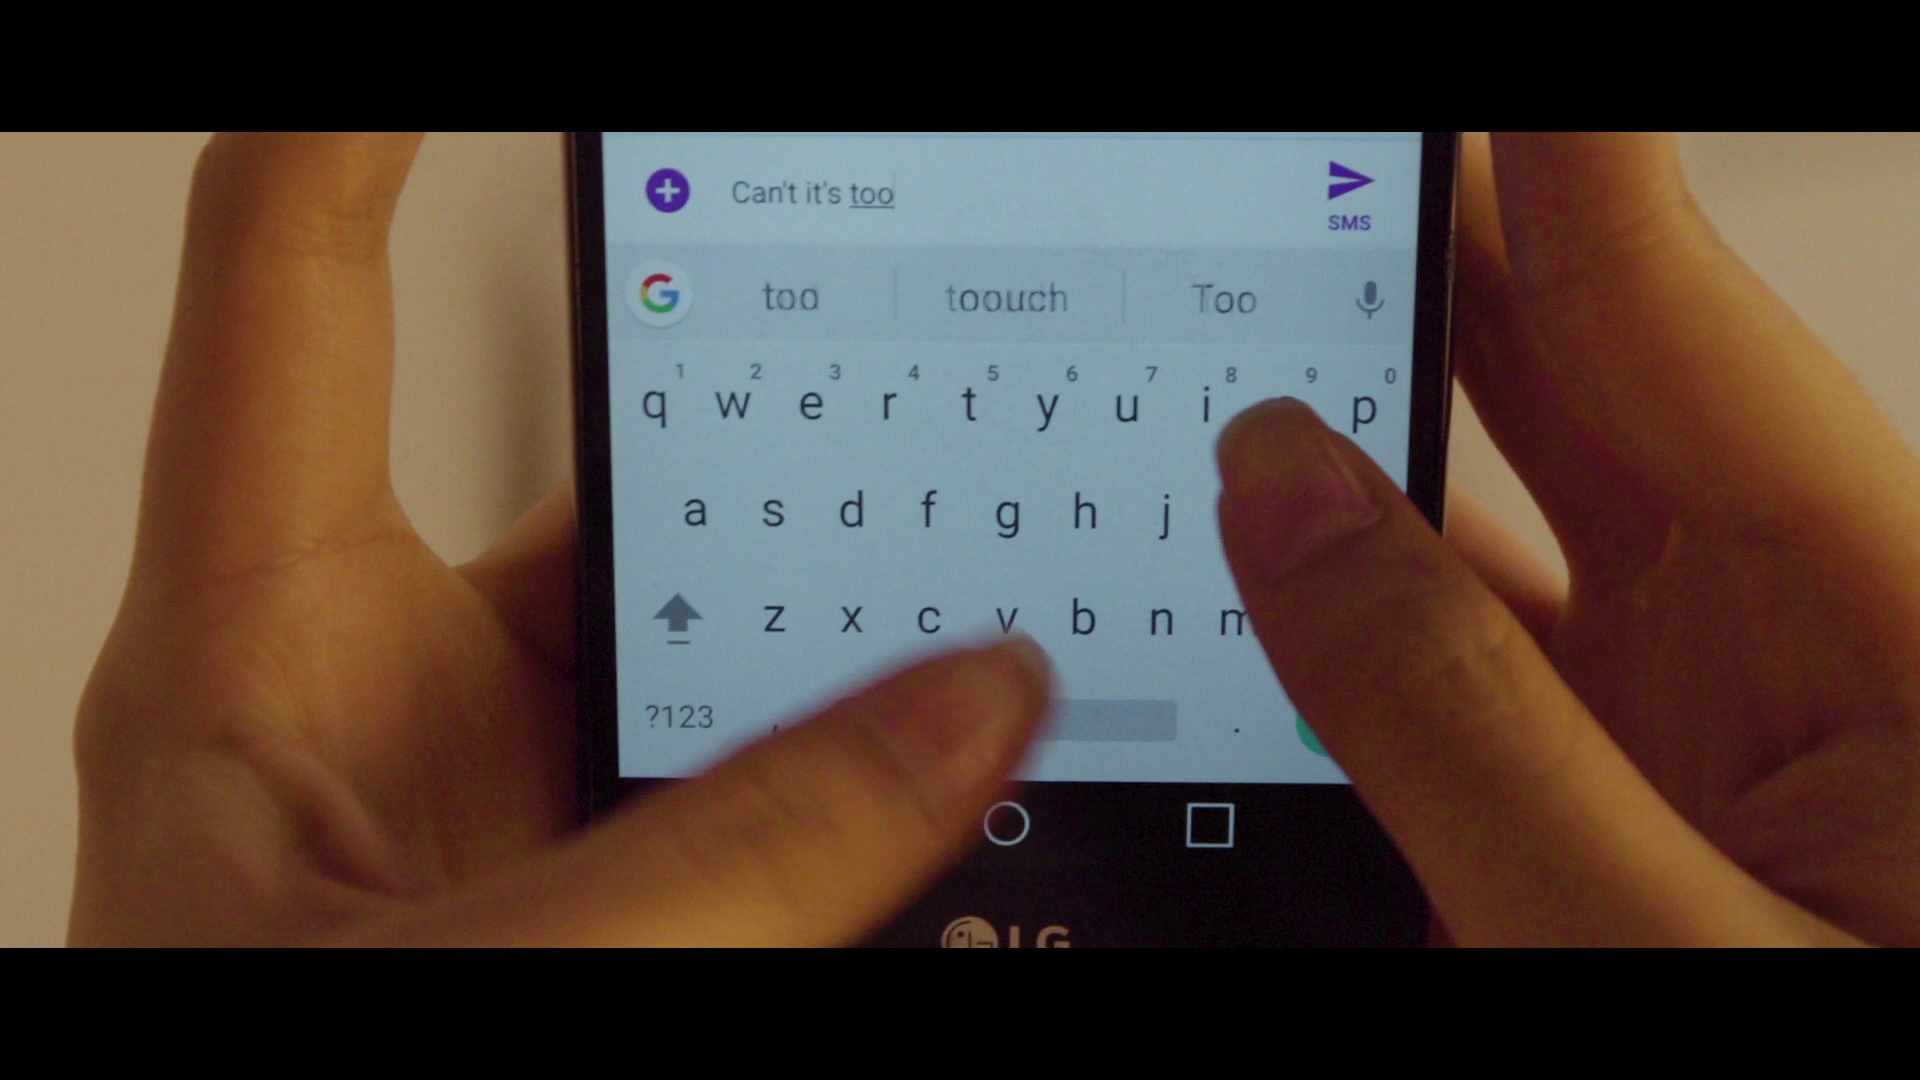 Can't it's too
SMS
G too toouch Too
1 2 3 4 5 6 7 8 9 0
q w e r t y u i p
a s d f g h j
z x c v b n m
?123 , .
LG